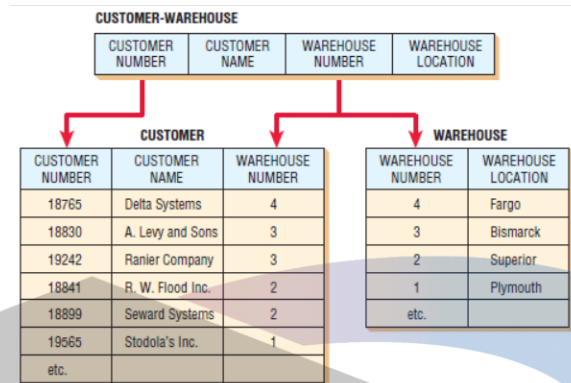 CUSTOMER-WAREHOUSE
CUSTOMER NUMBER CUSTOMER NAME WAREHOUSE NUMBER WAREHOUSE LOCATION
CUSTOMER
CUSTOMER NUMBER CUSTOMER NAME WAREHOUSE NUMBER
18765 Delta Systems 4
18830 A. Levy and Sons 3
19242 Ranier Company 3
18841 R. W. Flood Inc. 2
18899 Seward Systems 2
19565 Stodola's Inc. 1
etc.
WAREHOUSE
WAREHOUSE NUMBER WAREHOUSE LOCATION
4 Fargo
3 Bismarck
2 Superior
1 Plymouth
etc.